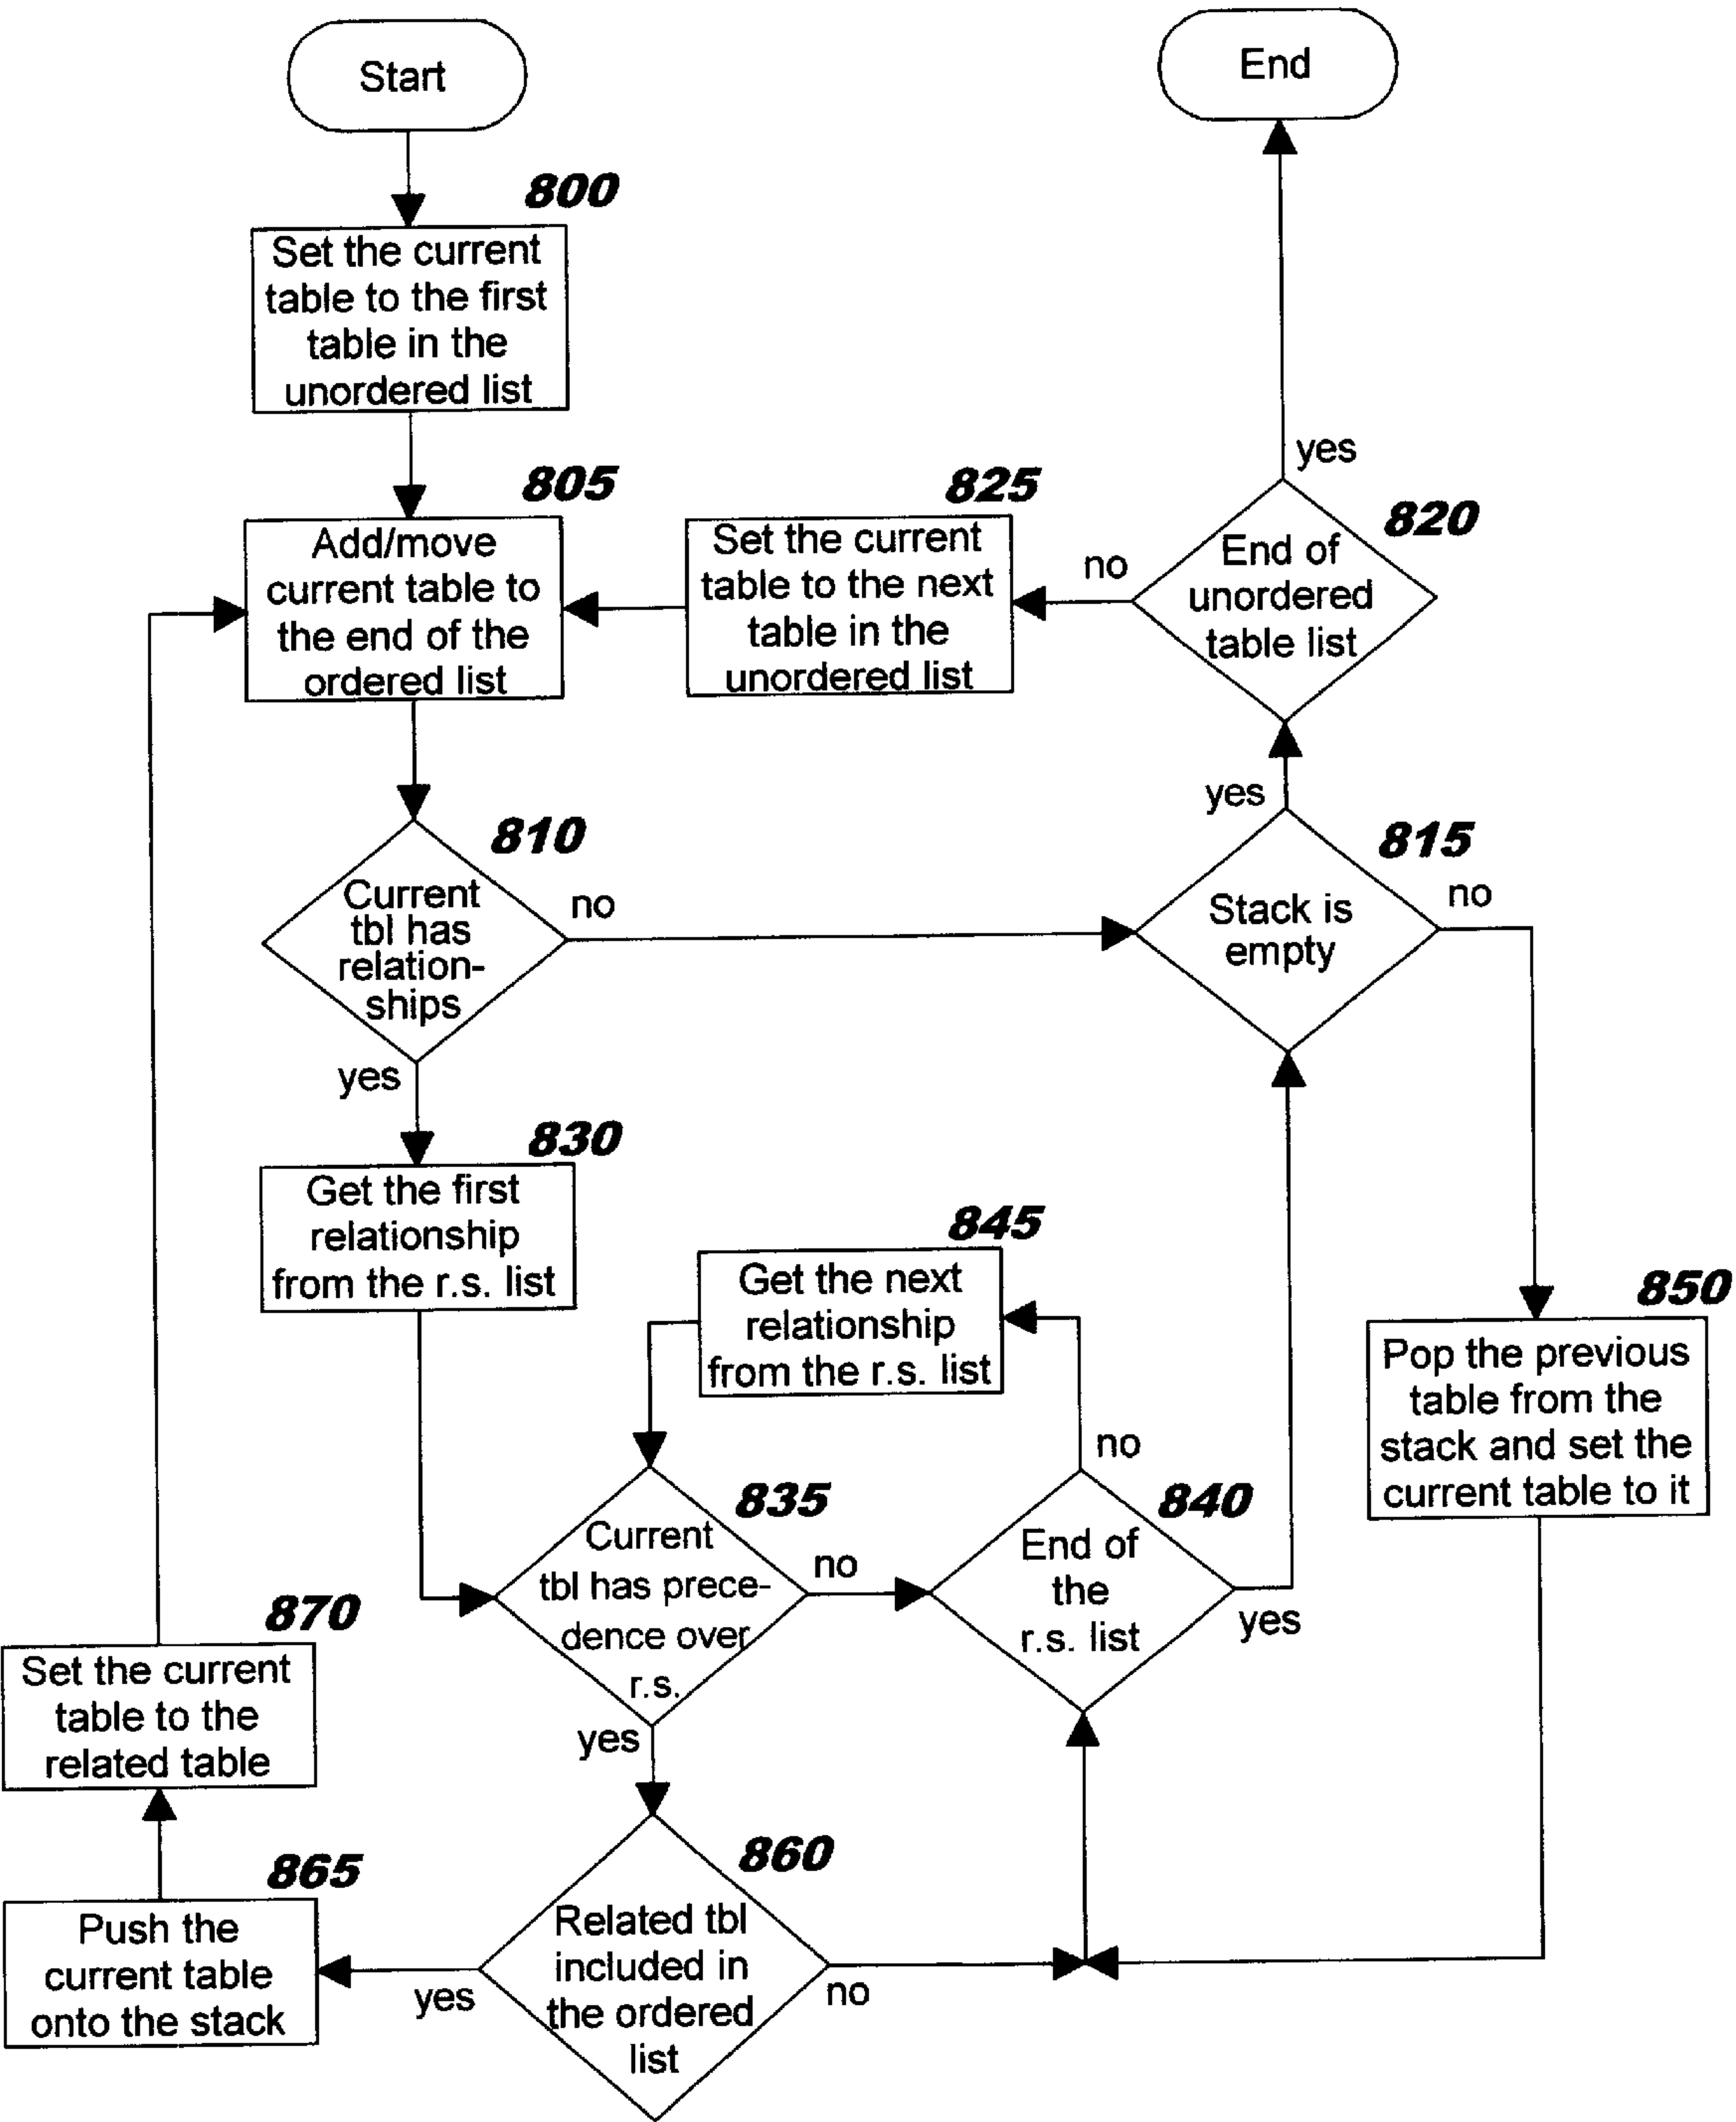 Start
End
800
Set the current
table to the first
table in the
unordered list
yes
805
Add/move
current table to
the end of the
ordered list
825
Set the current
table to the next
table in the
unordered list
no
820
End of
unordered
table list
yes
810
Current
tbl has
relation-
ships
no
815
Stack is
empty
no
yes
830
Get the first
relationship
from the r.s. list
845
Get the next
relationship
from the r.s. list
850
Pop the previous
table from the
stack and set the
current table to it
no
835
Current
tbl has prece-
dence over
r.s.
no
840
End of
the
r.s. list
yes
870
Set the current
table to the
related table
yes
865
Push the
current table
onto the stack
yes
860
Related tbl
included in
the ordered
list
no